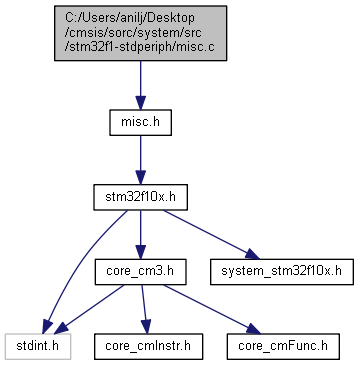 C:/Users/anilj/Desktop
/cmsis/sorc/system/src
/stm32f1-stdperiph/misc.c
misc.h
stm32f10x.h
core_cm3.h
system_stm32f10x.h
stdint.h
core_cmInstr.h
core_cmFunc.h